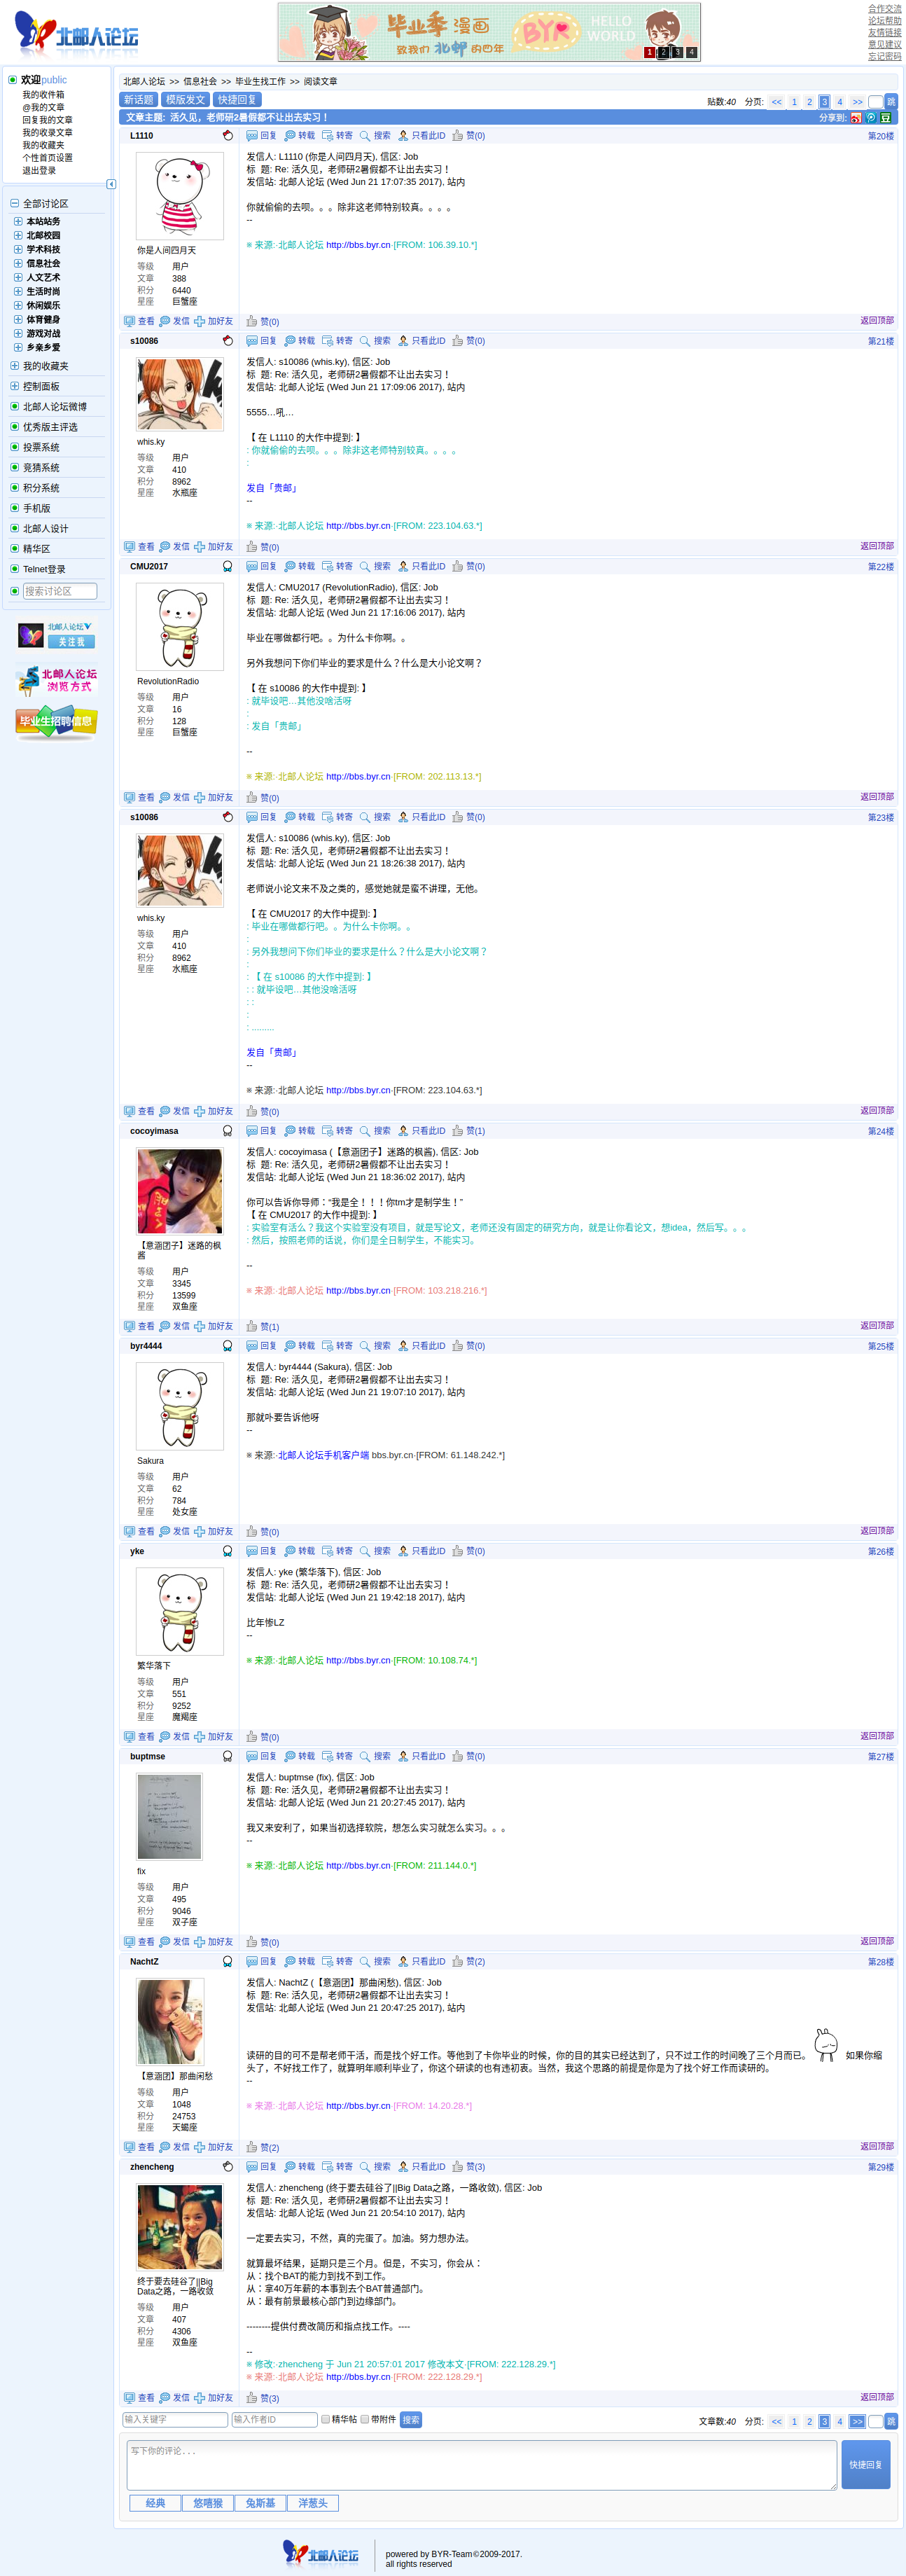 北邮人论坛
毕业季 漫画
致我们 北邮 的四年
BYR
HELLO WORLD
1 2 3 4
合作交流
论坛帮助
友情链接
意见建议
忘记密码
欢迎public
我的收件箱
@我的文章
回复我的文章
我的收录文章
我的收藏夹
个性首页设置
退出登录
全部讨论区
本站站务
北邮校园
学术科技
信息社会
人文艺术
生活时尚
休闲娱乐
体育健身
游戏对战
乡亲乡爱
我的收藏夹
控制面板
北邮人论坛微博
优秀版主评选
投票系统
竞猜系统
积分系统
手机版
北邮人设计
精华区
Telnet登录
搜索讨论区
北邮人论坛
关注我
北邮人论坛
浏览方式
毕业生招聘信息
北邮人论坛 >> 信息社会 >> 毕业生找工作 >> 阅读文章
新话题 模版发文 快捷回复
贴数:40 分页: << 1 2 3 4 >> 跳
文章主题: 活久见，老师研2暑假都不让出去实习！
分享到:
L1110
回复 转载 转寄 搜索 只看此ID 赞(0)
第20楼
你是人间四月天
等级 用户
文章 388
积分 6440
星座 巨蟹座
发信人: L1110 (你是人间四月天), 信区: Job
标 题: Re: 活久见，老师研2暑假都不让出去实习！
发信站: 北邮人论坛 (Wed Jun 21 17:07:35 2017), 站内
你就偷偷的去呗。。。除非这老师特别较真。。。。
--
※ 来源:·北邮人论坛 http://bbs.byr.cn·[FROM: 106.39.10.*]
查看 发信 加好友 赞(0)
返回顶部
s10086
回复 转载 转寄 搜索 只看此ID 赞(0)
第21楼
whis.ky
等级 用户
文章 410
积分 8962
星座 水瓶座
发信人: s10086 (whis.ky), 信区: Job
标 题: Re: 活久见，老师研2暑假都不让出去实习！
发信站: 北邮人论坛 (Wed Jun 21 17:09:06 2017), 站内
5555…吼…
【 在 L1110 的大作中提到: 】
: 你就偷偷的去呗。。。除非这老师特别较真。。。。
:
发自「贵邮」
--
※ 来源:·北邮人论坛 http://bbs.byr.cn·[FROM: 223.104.63.*]
查看 发信 加好友 赞(0)
返回顶部
CMU2017
回复 转载 转寄 搜索 只看此ID 赞(0)
第22楼
RevolutionRadio
等级 用户
文章 16
积分 128
星座 巨蟹座
发信人: CMU2017 (RevolutionRadio), 信区: Job
标 题: Re: 活久见，老师研2暑假都不让出去实习！
发信站: 北邮人论坛 (Wed Jun 21 17:16:06 2017), 站内
毕业在哪做都行吧。。为什么卡你啊。。
另外我想问下你们毕业的要求是什么？什么是大小论文啊？
【 在 s10086 的大作中提到: 】
: 就毕设吧…其他没啥活呀
:
: 发自「贵邮」
--
※ 来源:·北邮人论坛 http://bbs.byr.cn·[FROM: 202.113.13.*]
查看 发信 加好友 赞(0)
返回顶部
s10086
回复 转载 转寄 搜索 只看此ID 赞(0)
第23楼
whis.ky
等级 用户
文章 410
积分 8962
星座 水瓶座
发信人: s10086 (whis.ky), 信区: Job
标 题: Re: 活久见，老师研2暑假都不让出去实习！
发信站: 北邮人论坛 (Wed Jun 21 18:26:38 2017), 站内
老师说小论文来不及之类的，感觉她就是蛮不讲理，无他。
【 在 CMU2017 的大作中提到: 】
: 毕业在哪做都行吧。。为什么卡你啊。。
:
: 另外我想问下你们毕业的要求是什么？什么是大小论文啊？
:
: 【 在 s10086 的大作中提到: 】
: : 就毕设吧…其他没啥活呀
: :
:
: .........
发自「贵邮」
--
※ 来源:·北邮人论坛 http://bbs.byr.cn·[FROM: 223.104.63.*]
查看 发信 加好友 赞(0)
返回顶部
cocoyimasa
回复 转载 转寄 搜索 只看此ID 赞(1)
第24楼
【意涵团子】迷路的枫酱
等级 用户
文章 3345
积分 13599
星座 双鱼座
发信人: cocoyimasa (【意涵团子】迷路的枫酱), 信区: Job
标 题: Re: 活久见，老师研2暑假都不让出去实习！
发信站: 北邮人论坛 (Wed Jun 21 18:36:02 2017), 站内
你可以告诉你导师：“我是全！！！你tm才是制学生！”
【 在 CMU2017 的大作中提到: 】
: 实验室有活么？我这个实验室没有项目，就是写论文，老师还没有固定的研究方向，就是让你看论文，想idea，然后写。。。
: 然后，按照老师的话说，你们是全日制学生，不能实习。
--
※ 来源:·北邮人论坛 http://bbs.byr.cn·[FROM: 103.218.216.*]
查看 发信 加好友 赞(1)
返回顶部
byr4444
回复 转载 转寄 搜索 只看此ID 赞(0)
第25楼
Sakura
等级 用户
文章 62
积分 784
星座 处女座
发信人: byr4444 (Sakura), 信区: Job
标 题: Re: 活久见，老师研2暑假都不让出去实习！
发信站: 北邮人论坛 (Wed Jun 21 19:07:10 2017), 站内
那就卟要告诉他呀
--
※ 来源:·北邮人论坛手机客户端 bbs.byr.cn·[FROM: 61.148.242.*]
查看 发信 加好友 赞(0)
返回顶部
yke
回复 转载 转寄 搜索 只看此ID 赞(0)
第26楼
繁华落下
等级 用户
文章 551
积分 9252
星座 魔羯座
发信人: yke (繁华落下), 信区: Job
标 题: Re: 活久见，老师研2暑假都不让出去实习！
发信站: 北邮人论坛 (Wed Jun 21 19:42:18 2017), 站内
比年惨LZ
--
※ 来源:·北邮人论坛 http://bbs.byr.cn·[FROM: 10.108.74.*]
查看 发信 加好友 赞(0)
返回顶部
buptmse
回复 转载 转寄 搜索 只看此ID 赞(0)
第27楼
fix
等级 用户
文章 495
积分 9046
星座 双子座
发信人: buptmse (fix), 信区: Job
标 题: Re: 活久见，老师研2暑假都不让出去实习！
发信站: 北邮人论坛 (Wed Jun 21 20:27:45 2017), 站内
我又来安利了，如果当初选择软院，想怎么实习就怎么实习。。。
--
※ 来源:·北邮人论坛 http://bbs.byr.cn·[FROM: 211.144.0.*]
查看 发信 加好友 赞(0)
返回顶部
NachtZ
回复 转载 转寄 搜索 只看此ID 赞(2)
第28楼
【意涵团】那曲闲愁
等级 用户
文章 1048
积分 24753
星座 天蝎座
发信人: NachtZ (【意涵团】那曲闲愁), 信区: Job
标 题: Re: 活久见，老师研2暑假都不让出去实习！
发信站: 北邮人论坛 (Wed Jun 21 20:47:25 2017), 站内
读研的目的可不是帮老师干活，而是找个好工作。等他到了卡你毕业的时候，你的目的其实已经达到了，只不过工作的时间晚了三个月而已。 如果你缩
头了，不好找工作了，就算明年顺利毕业了，你这个研读的也有违初衷。当然，我这个思路的前提是你是为了找个好工作而读研的。
--
※ 来源:·北邮人论坛 http://bbs.byr.cn·[FROM: 14.20.28.*]
查看 发信 加好友 赞(2)
返回顶部
zhencheng
回复 转载 转寄 搜索 只看此ID 赞(3)
第29楼
终于要去硅谷了||Big
Data之路，一路收敛
等级 用户
文章 407
积分 4306
星座 双鱼座
发信人: zhencheng (终于要去硅谷了||Big Data之路，一路收敛), 信区: Job
标 题: Re: 活久见，老师研2暑假都不让出去实习！
发信站: 北邮人论坛 (Wed Jun 21 20:54:10 2017), 站内
一定要去实习，不然，真的完蛋了。加油。努力想办法。
就算最坏结果，延期只是三个月。但是，不实习，你会从：
从：找个BAT的能力到找不到工作。
从：拿40万年薪的本事到去个BAT普通部门。
从：最有前景最核心部门到边缘部门。
--------提供付费改简历和指点找工作。----
--
※ 修改:·zhencheng 于 Jun 21 20:57:01 2017 修改本文·[FROM: 222.128.29.*]
※ 来源:·北邮人论坛 http://bbs.byr.cn·[FROM: 222.128.29.*]
查看 发信 加好友 赞(3)
返回顶部
输入关键字 输入作者ID 精华帖 带附件 搜索
文章数:40 分页: << 1 2 3 4 >> 跳
写下你的评论...
快捷回复
经典 悠嘻猴 兔斯基 洋葱头
北邮人论坛
powered by BYR-Team©2009-2017.
all rights reserved